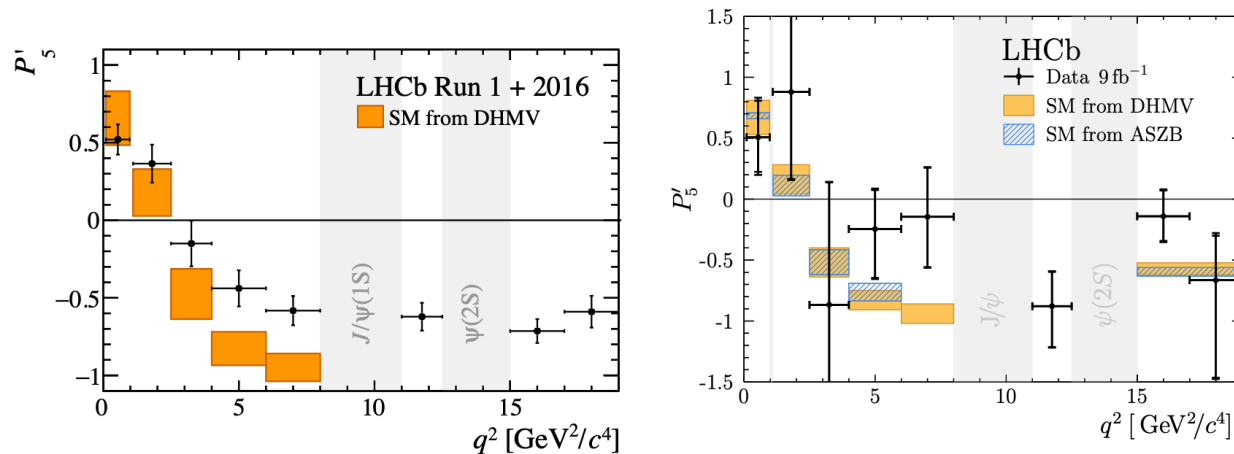 P'₅
1
0.5
0
−0.5
−1
LHCb Run 1 + 2016
SM from DHMV
J/ψ(1S)
ψ(2S)
0
5
10
15
q² [GeV²/c⁴]
P′₅
1.5
1
0.5
0
-0.5
-1
-1.5
LHCb
Data 9 fb⁻¹
SM from DHMV
SM from ASZB
J/ψ
ψ(2S)
0
5
10
15
q² [ GeV²/c⁴]